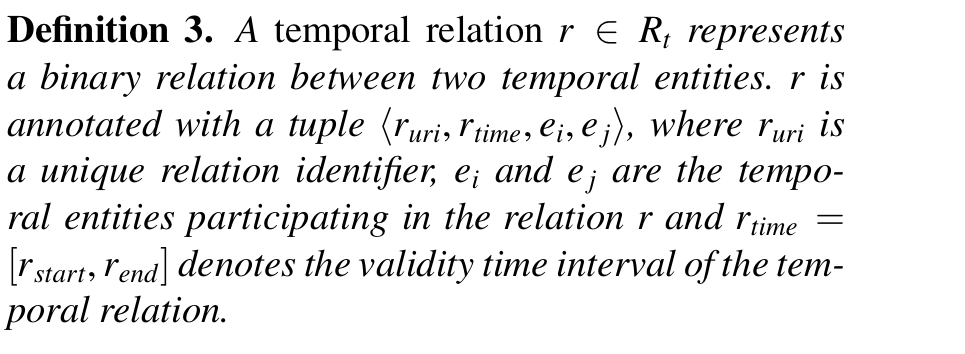 Definition 3. A temporal relation r ∈ Rₜ represents
a binary relation between two temporal entities. r is
annotated with a tuple ⟨r_uri, r_time, e_i, e_j⟩, where r_uri is
a unique relation identifier, e_i and e_j are the tempo-
ral entities participating in the relation r and r_time =
[r_start, r_end] denotes the validity time interval of the tem-
poral relation.